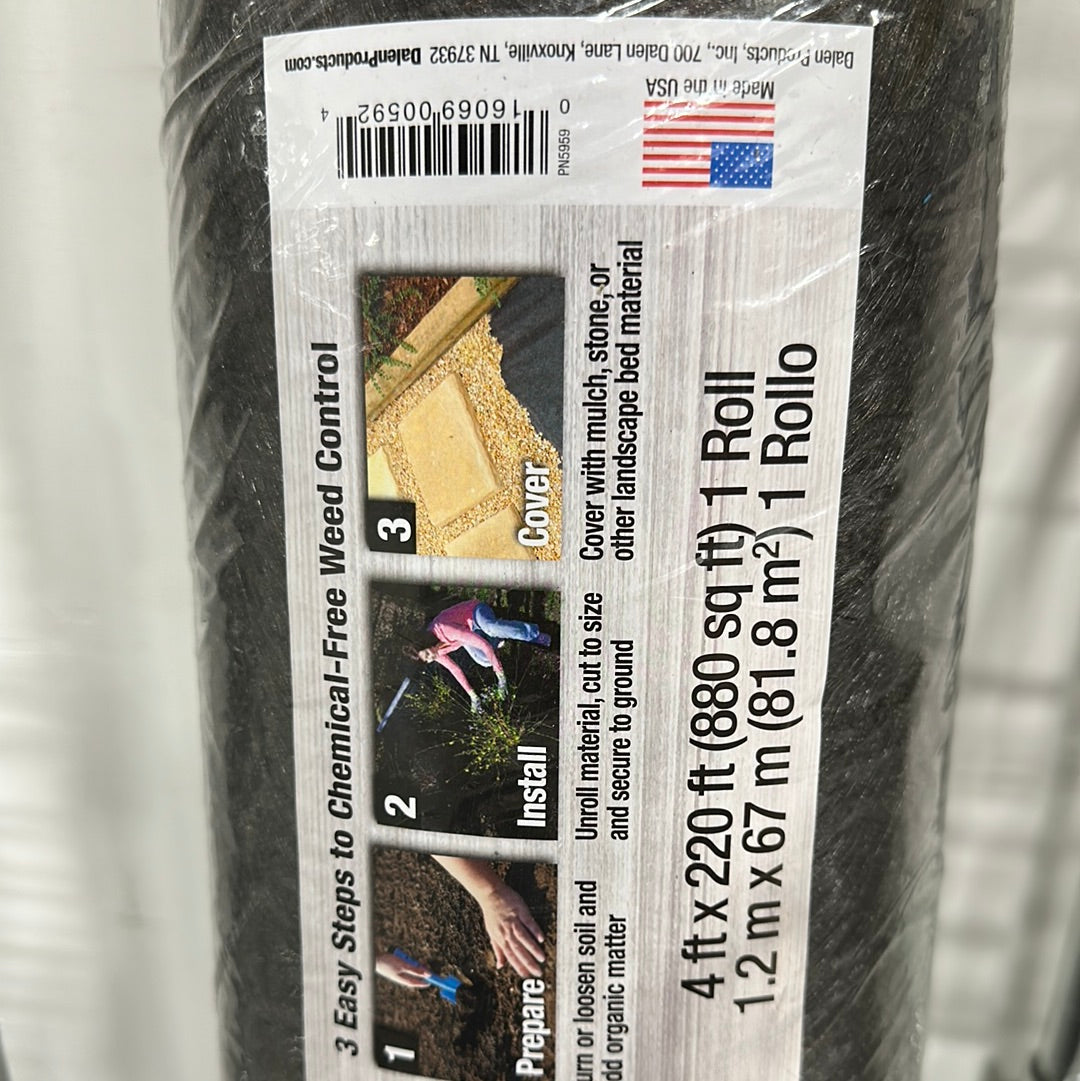 3 Easy Steps to Chemical-Free Weed Control
1
Prepare
urn or loosen soil and
dd organic matter
2
Install
Unroll material, cut to size
and secure to ground
3
Cover
Cover with mulch, stone, or
other landscape bed material
4 ft x 220 ft (880 sq ft) 1 Roll
1.2 m x 67 m (81.8 m²) 1 Rollo
0 16069 00592 4
PN5959
Made in the USA
Dalen Products, Inc., 700 Dalen Lane, Knoxville, TN 37932 DalenProducts.com